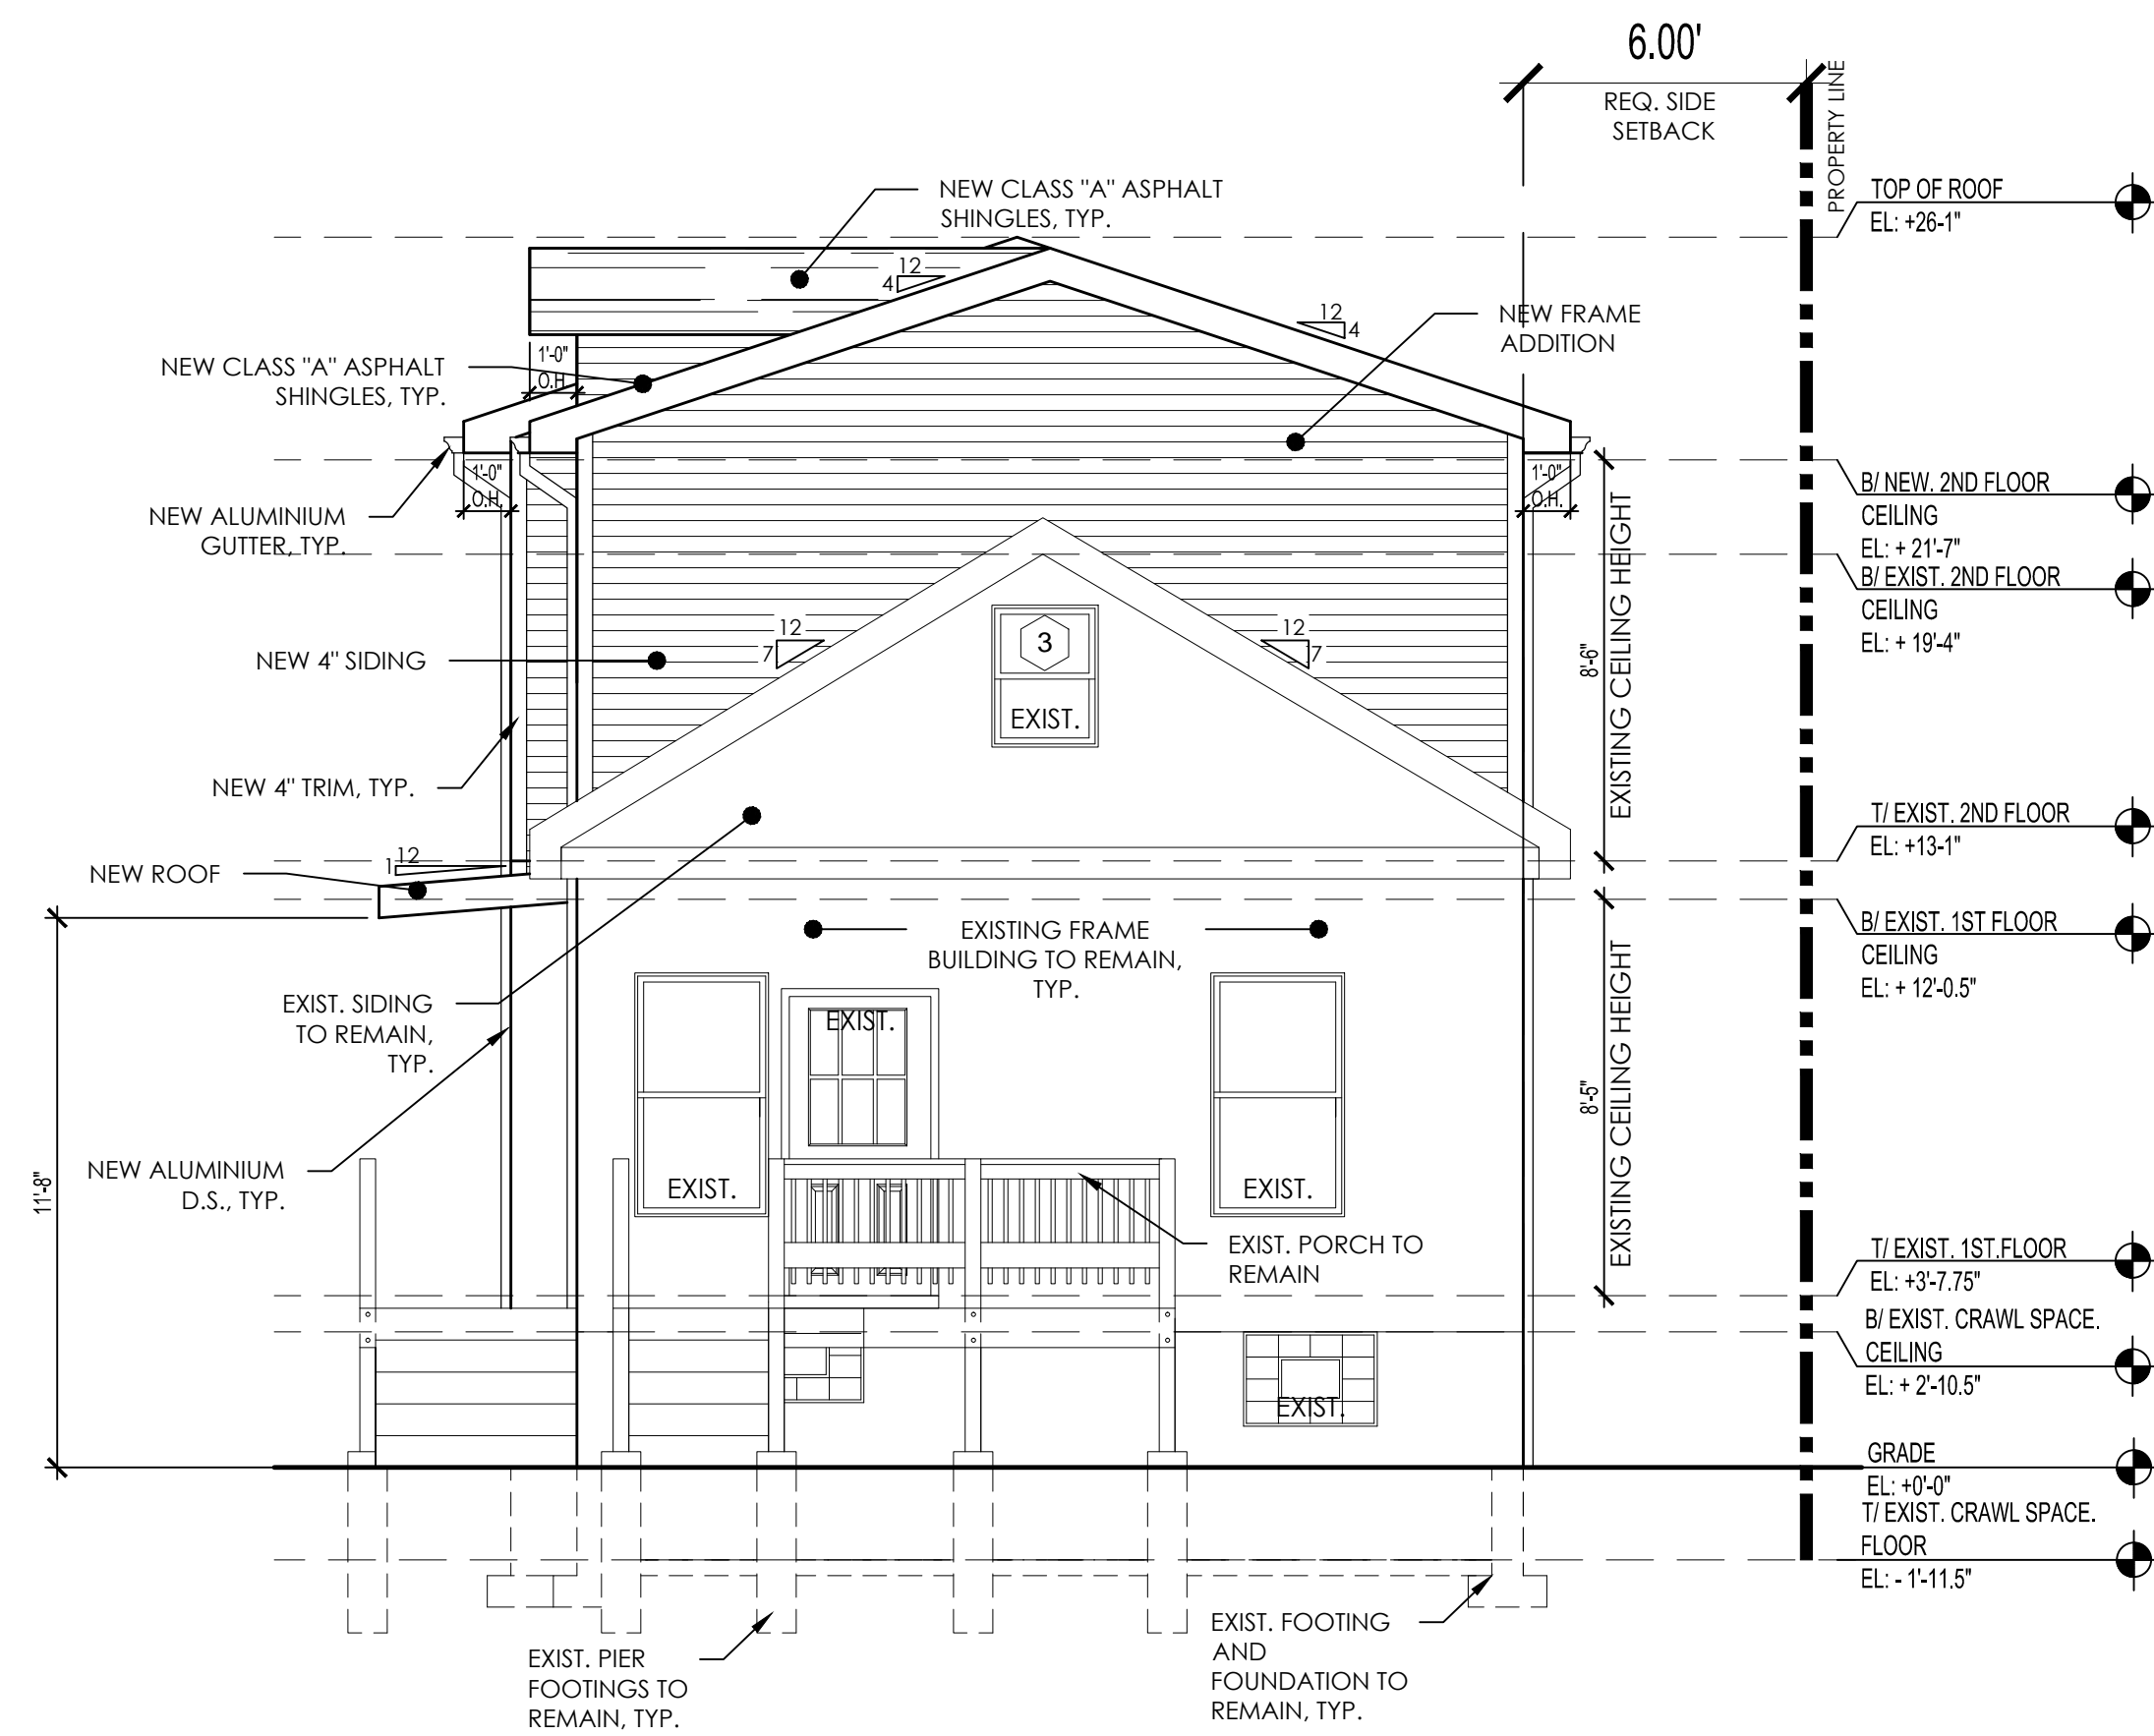 6.00'
REQ. SIDE
SETBACK
PROPERTY LINE
NEW CLASS "A" ASPHALT
SHINGLES, TYP.
TOP OF ROOF
EL: +26-1"
12
4
12
4
NEW FRAME
ADDITION
NEW CLASS "A" ASPHALT
SHINGLES, TYP.
1'-0"
O.H.
1'-0"
O.H.
1'-0"
O.H.
NEW ALUMINIUM
GUTTER, TYP.
B/ NEW. 2ND FLOOR
CEILING
EL: + 21'-7"
B/ EXIST. 2ND FLOOR
CEILING
EL: + 19'-4"
8'-6"
EXISTING CEILING HEIGHT
12
7
3
EXIST.
12
7
NEW 4" SIDING
NEW 4" TRIM, TYP.
T/ EXIST. 2ND FLOOR
EL: +13-1"
12
1
NEW ROOF
B/ EXIST. 1ST FLOOR
CEILING
EL: + 12'-0.5"
EXISTING FRAME
BUILDING TO REMAIN,
TYP.
EXIST. SIDING
TO REMAIN,
TYP.
EXIST.
8'-5"
EXISTING CEILING HEIGHT
11'-8"
NEW ALUMINIUM
D.S., TYP.
EXIST.
EXIST.
EXIST. PORCH TO
REMAIN
T/ EXIST. 1ST.FLOOR
EL: +3'-7.75"
B/ EXIST. CRAWL SPACE.
CEILING
EL: + 2'-10.5"
EXIST.
GRADE
EL: +0'-0"
T/ EXIST. CRAWL SPACE.
FLOOR
EL: - 1'-11.5"
EXIST. PIER
FOOTINGS TO
REMAIN, TYP.
EXIST. FOOTING
AND
FOUNDATION TO
REMAIN, TYP.